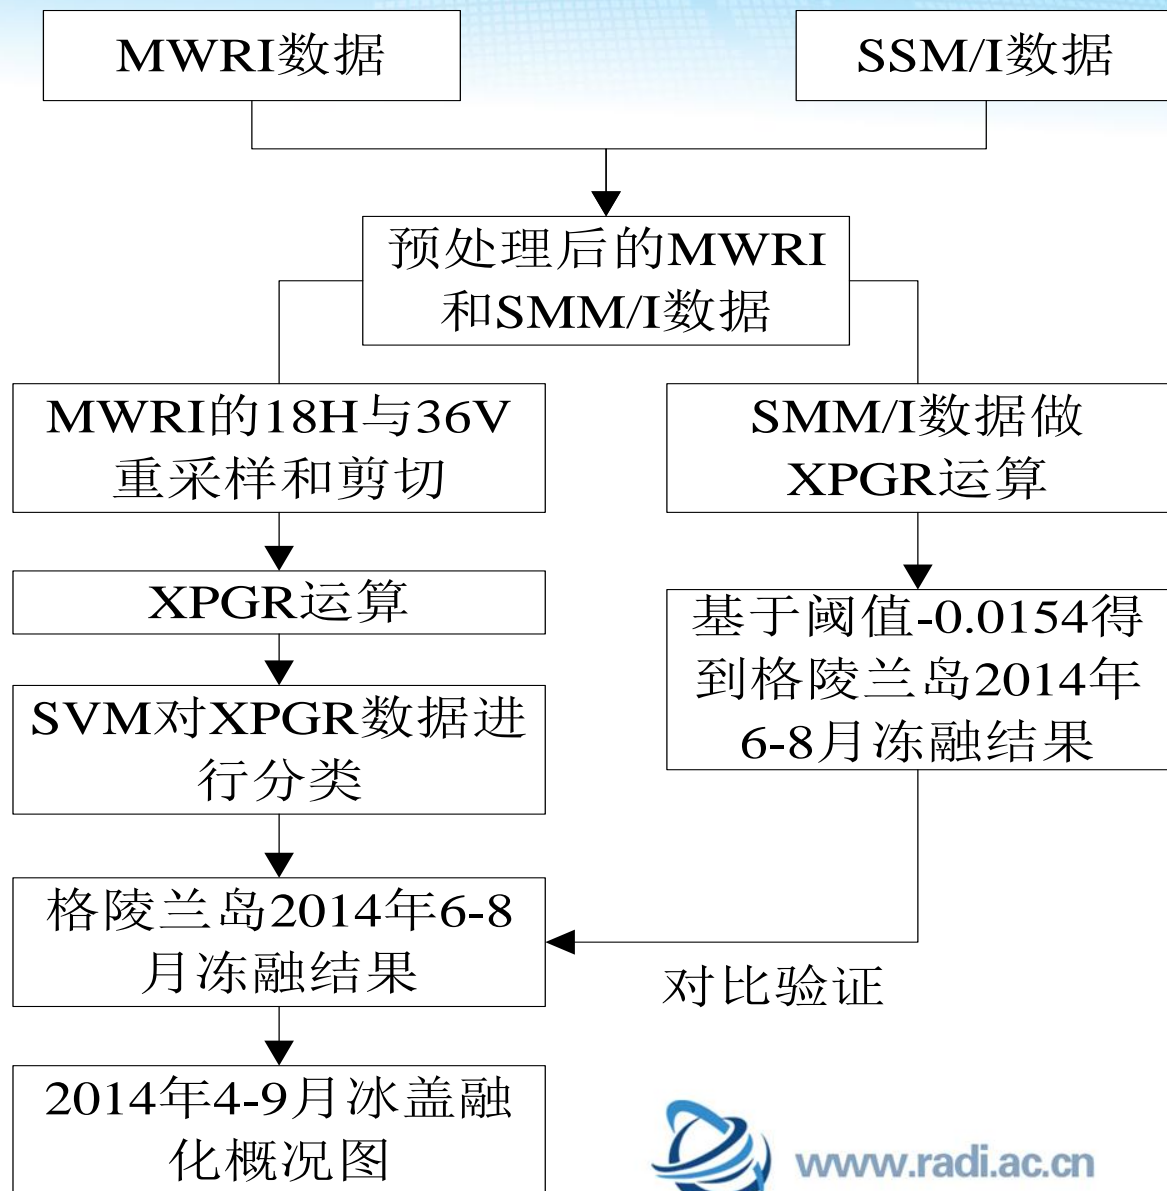 MWRI数据
SSM/I数据
预处理后的MWRI
和SMM/I数据
MWRI的18H与36V
重采样和剪切
SMM/I数据做
XPGR运算
XPGR运算
基于阈值-0.0154得
到格陵兰岛2014年
6-8月冻融结果
SVM对XPGR数据进
行分类
格陵兰岛2014年6-8
月冻融结果
对比验证
2014年4-9月冰盖融
化概况图
www.radi.ac.cn